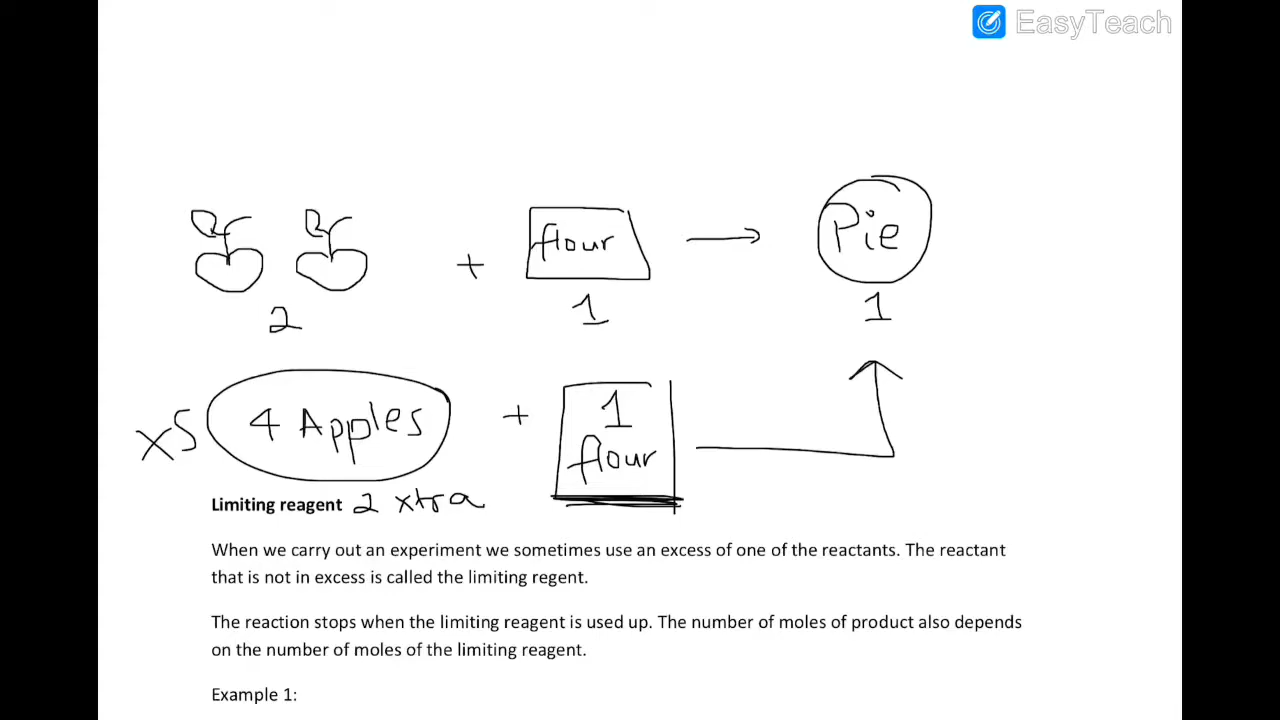 EasyTeach
flour
Pie
+
2
1
1
xS
4 Apples
+
1
flour
Limiting reagent 2 xtra
When we carry out an experiment we sometimes use an excess of one of the reactants. The reactant
that is not in excess is called the limiting regent.
The reaction stops when the limiting reagent is used up. The number of moles of product also depends
on the number of moles of the limiting reagent.
Example 1: